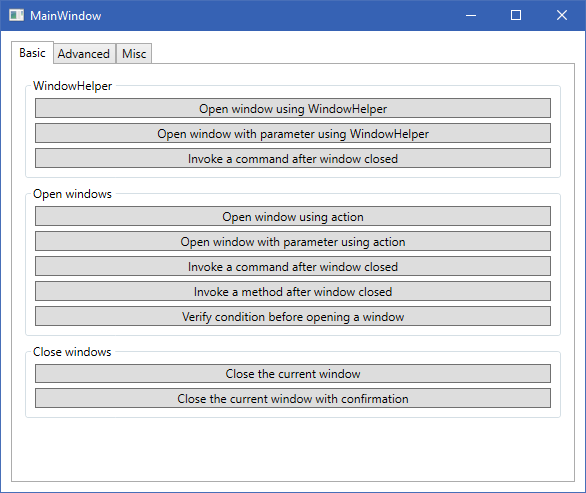 MainWindow
Basic Advanced Misc
WindowHelper
Open window using WindowHelper
Open window with parameter using WindowHelper
Invoke a command after window closed
Open windows
Open window using action
Open window with parameter using action
Invoke a command after window closed
Invoke a method after window closed
Verify condition before opening a window
Close windows
Close the current window
Close the current window with confirmation